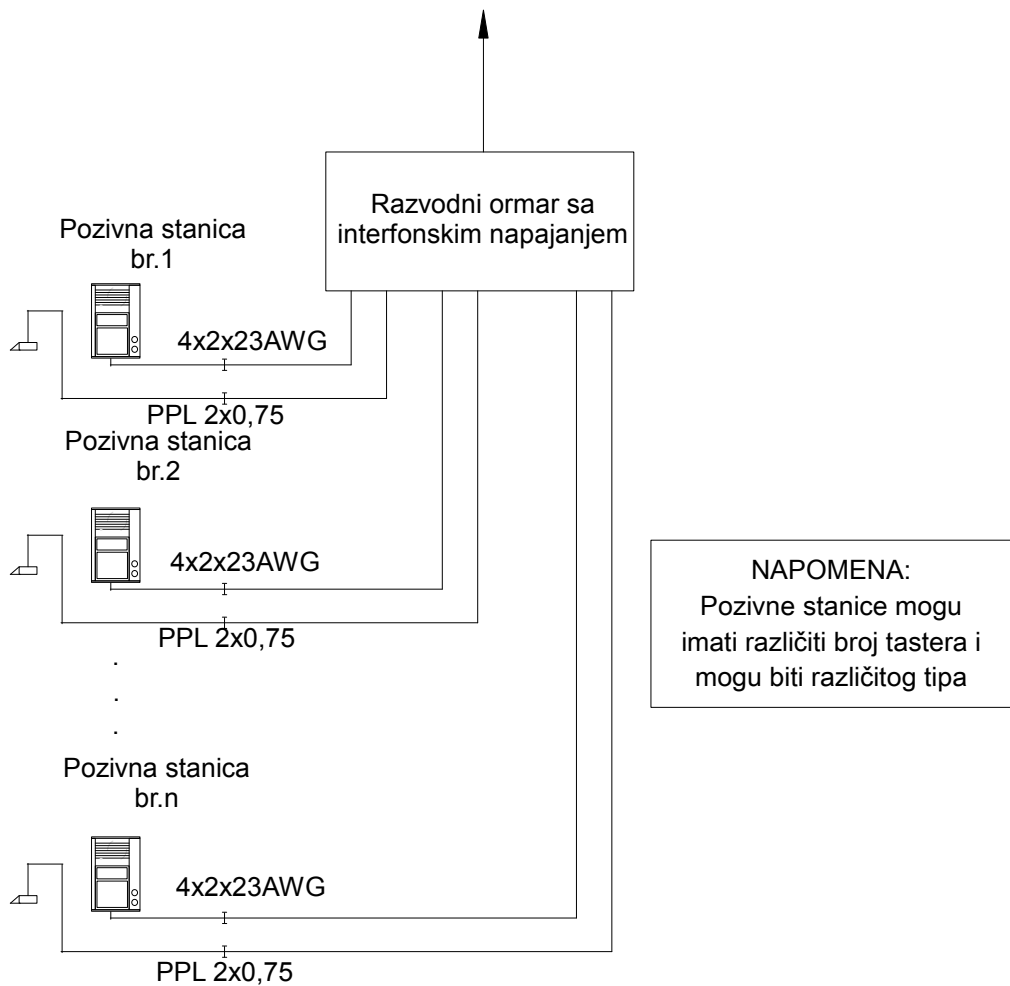 Razvodni ormar sa
interfonskim napajanjem
Pozivna stanica
br.1
4x2x23AWG
PPL 2x0,75
Pozivna stanica
br.2
4x2x23AWG
PPL 2x0,75
.
.
.
Pozivna stanica
br.n
4x2x23AWG
PPL 2x0,75
NAPOMENA:
Pozivne stanice mogu
imati različiti broj tastera i
mogu biti različitog tipa